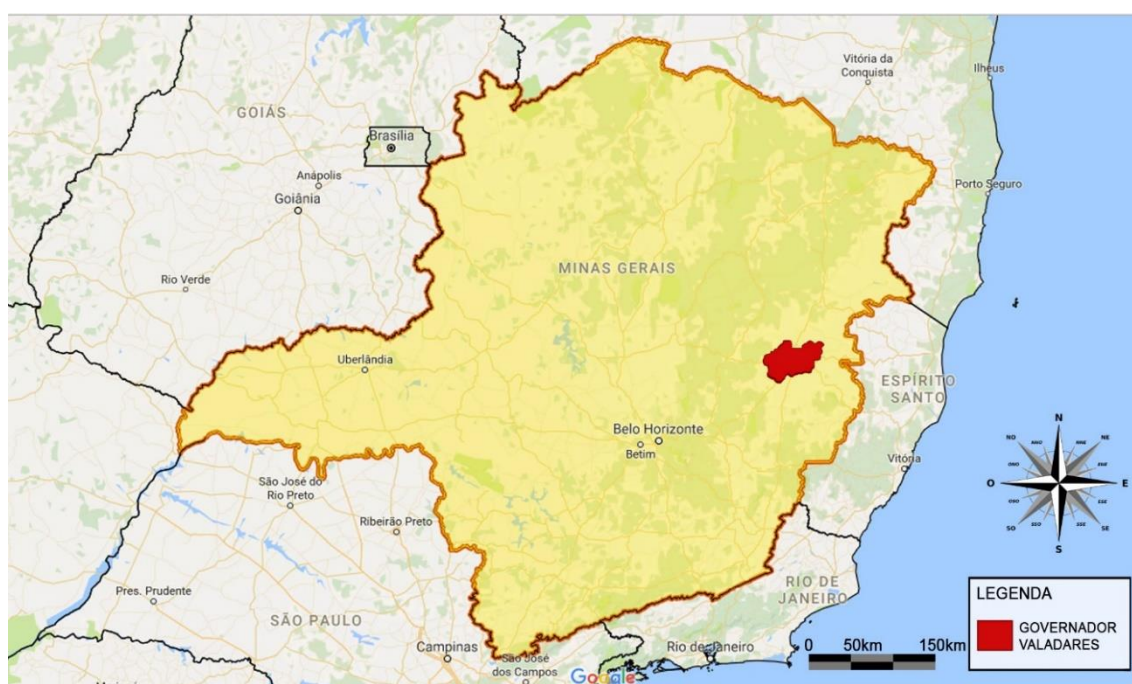 Vitória da
Conquista
Ilheus
GOIÁS
Brasília
Anápolis
Goiânia
Porto Seguro
Rio Verde
MINAS GERAIS
Uberlândia
ESPÍRITO
SANTO
Belo Horizonte
Betim
Vitória
São José do
Rio Preto
Ribeirão Preto
N
NO
NE
O
E
SO
SE
S
Pres. Prudente
SÃO PAULO
RIO DE
JANEIRO
Campinas
São José
dos Campos
Rio de Janeiro
Google
0 50km 150km
LEGENDA
GOVERNADOR
VALADARES